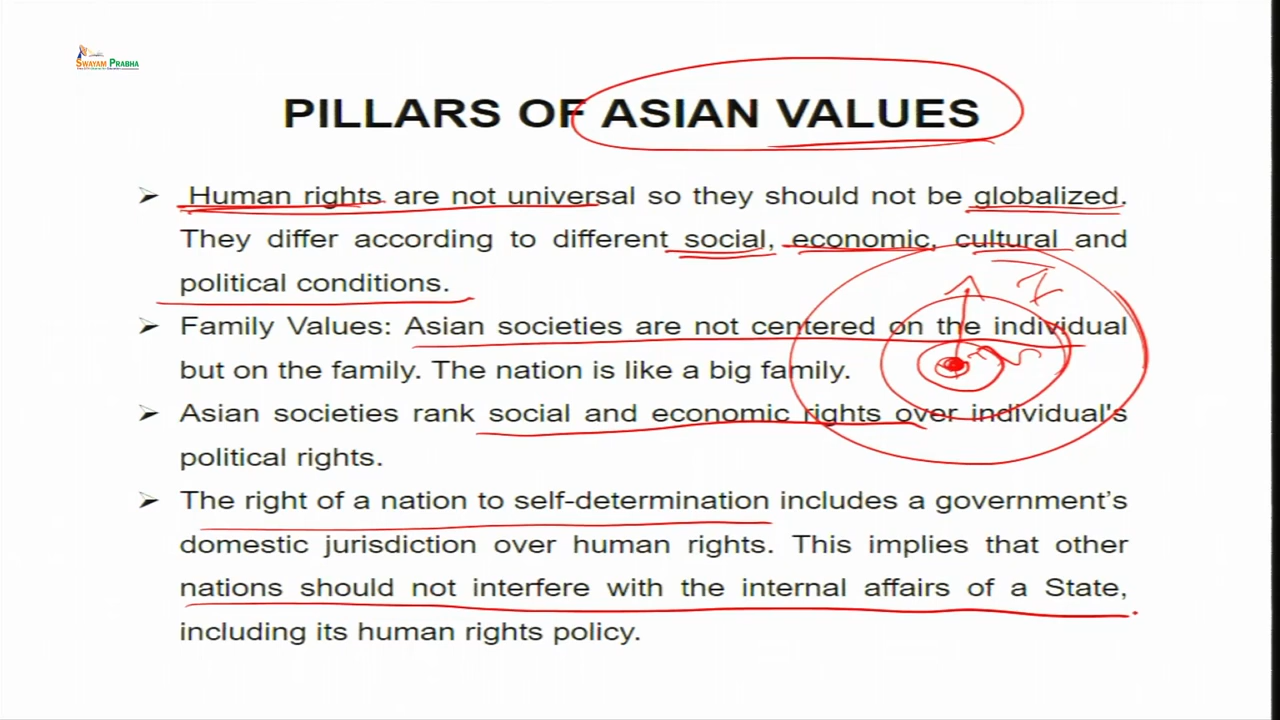 SWAYAM PRABHA
PILLARS OF ASIAN VALUES
➢ Human rights are not universal so they should not be globalized.
They differ according to different social, economic, cultural and
political conditions.
➢ Family Values: Asian societies are not centered on the individual
but on the family. The nation is like a big family.
➢ Asian societies rank social and economic rights over individual's
political rights.
➢ The right of a nation to self-determination includes a government’s
domestic jurisdiction over human rights. This implies that other
nations should not interfere with the internal affairs of a State,
including its human rights policy.